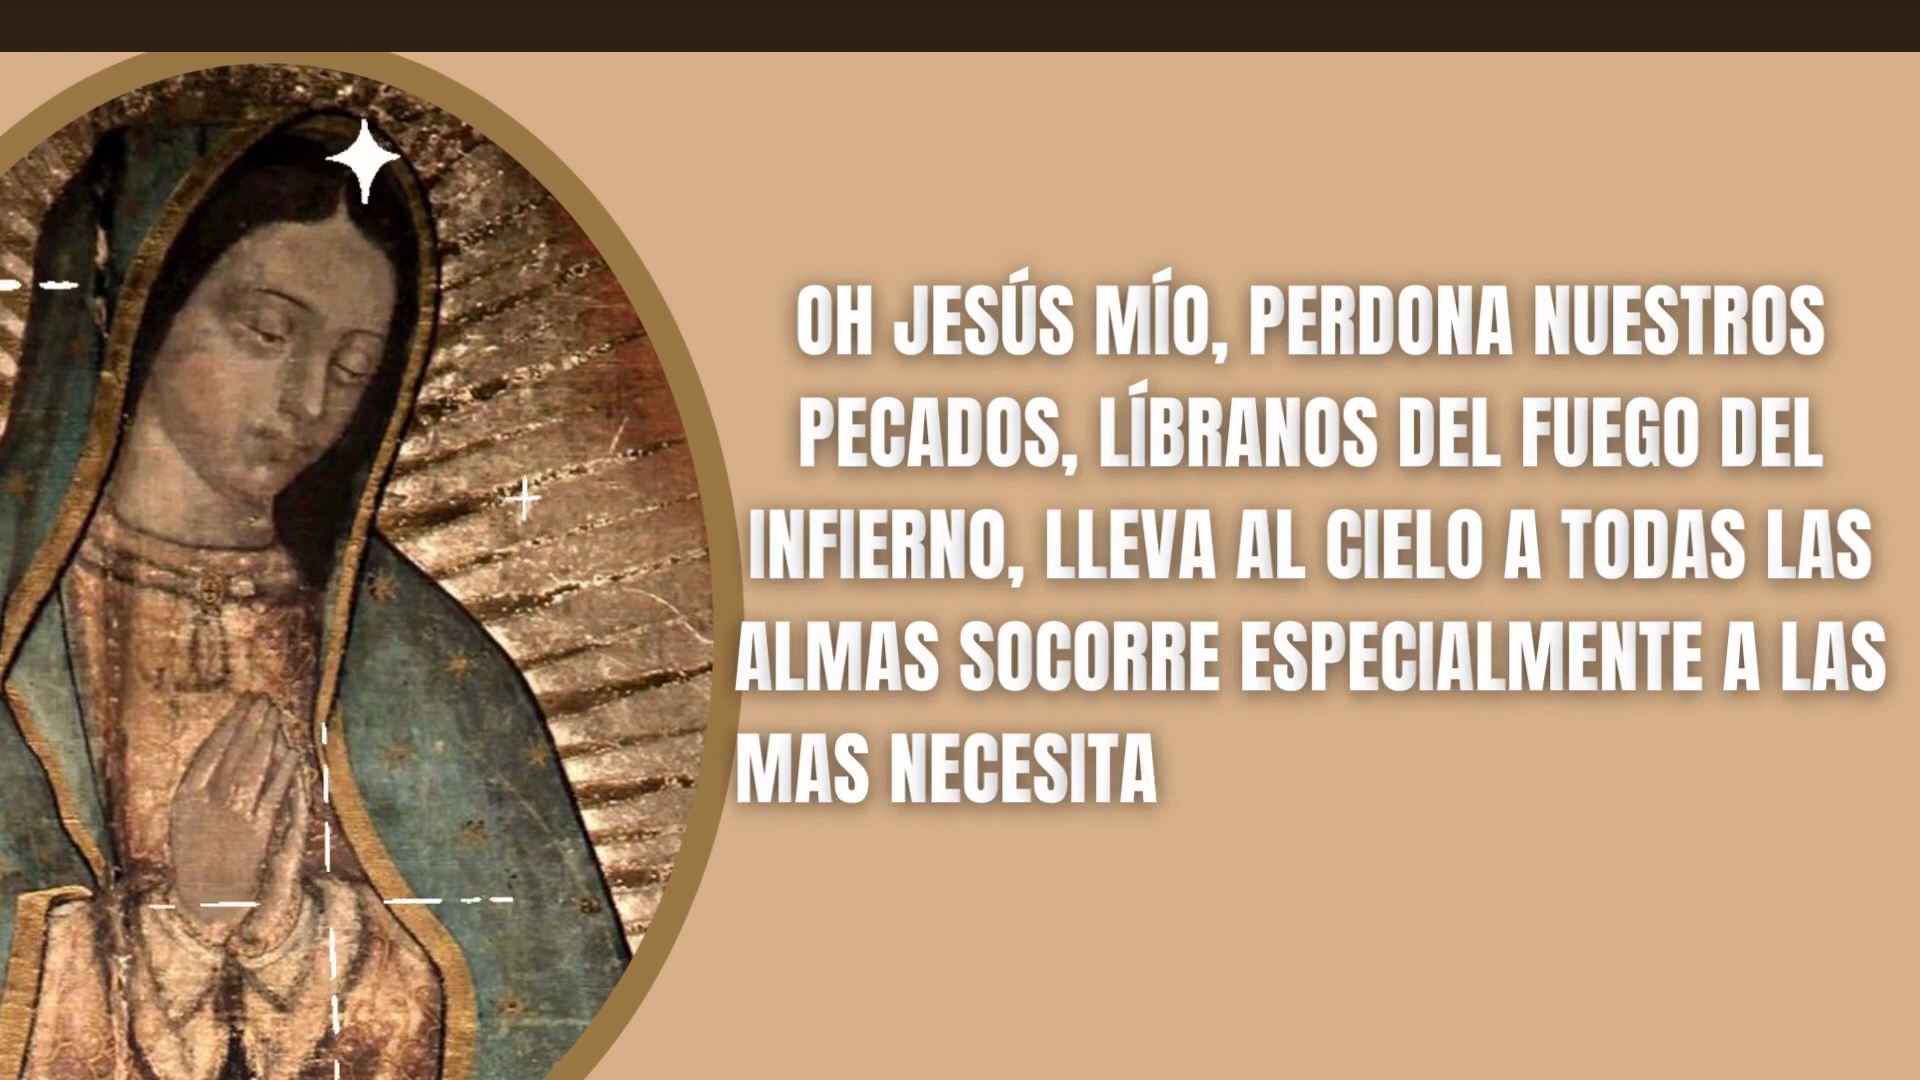 OH JESÚS MÍO, PERDONA NUESTROS
PECADOS, LÍBRANOS DEL FUEGO DEL
INFIERNO, LLEVA AL CIELO A TODAS LAS
ALMAS SOCORRE ESPECIALMENTE A LAS
MAS NECESITA